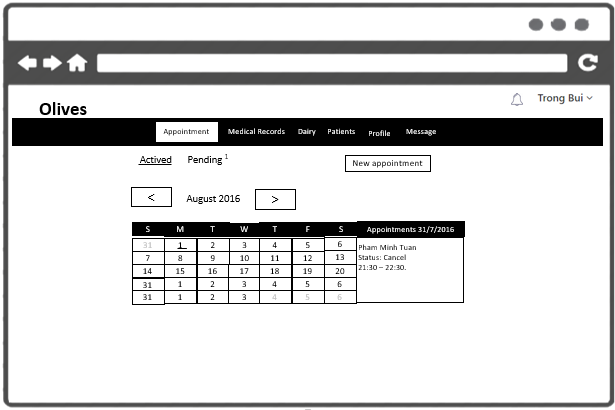 Trong Bui
Olives
Appointment Medical Records Dairy Patients Profile Message
Actived Pending 1 New appointment
< August 2016 >
S M T W T F S Appointments 31/7/2016
31 1 2 3 4 5 6 Pham Minh Tuan
7 8 9 10 11 12 13 Status: Cancel
14 15 16 17 18 19 20 21:30 – 22:30.
31 1 2 3 4 5 6
31 1 2 3 4 5 6